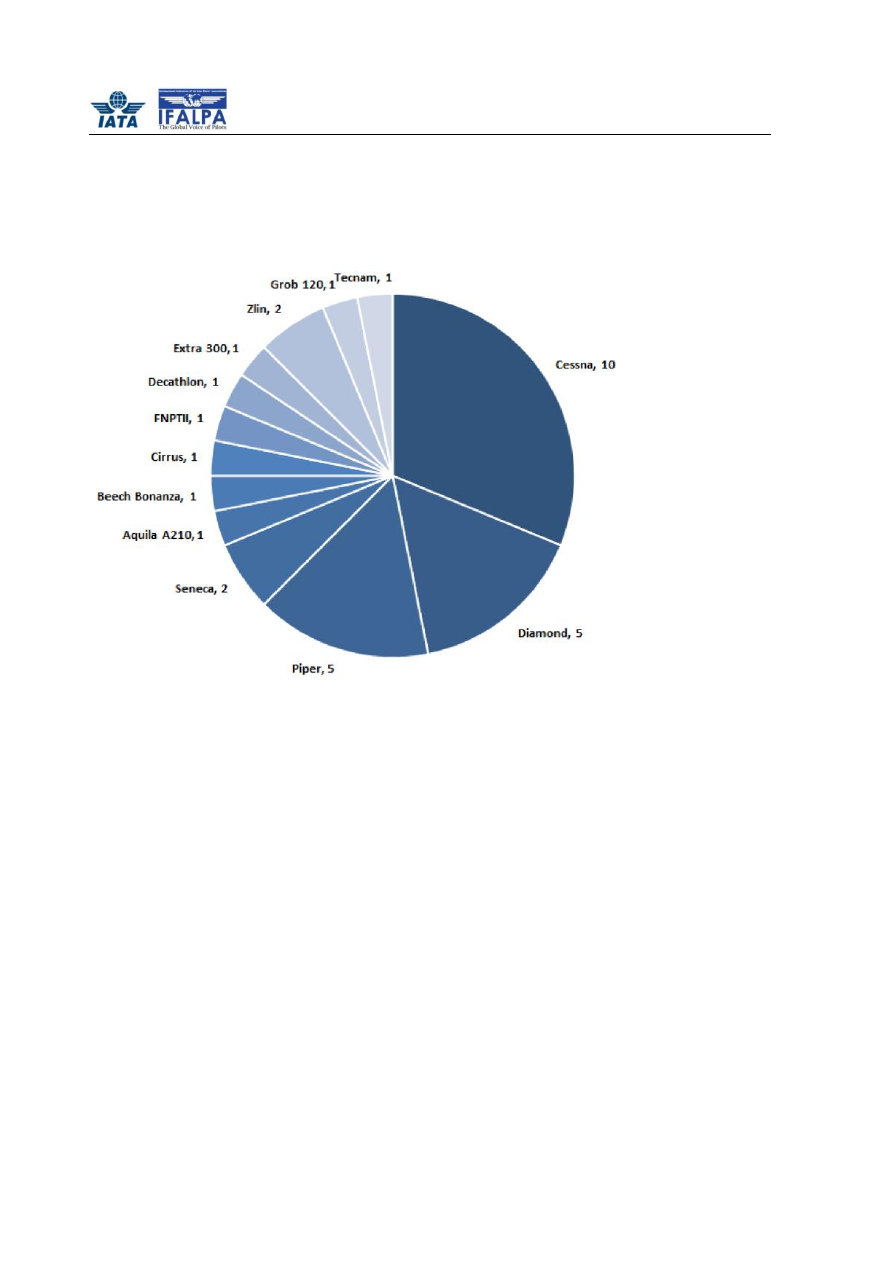 IATA
IFALPA
The Global Voice of Pilots
Tecnam, 1
Grob 120, 1
Zlin, 2
Extra 300, 1
Decathlon, 1
FNPTII, 1
Cirrus, 1
Beech Bonanza, 1
Aquila A210, 1
Seneca, 2
Piper, 5
Diamond, 5
Cessna, 10